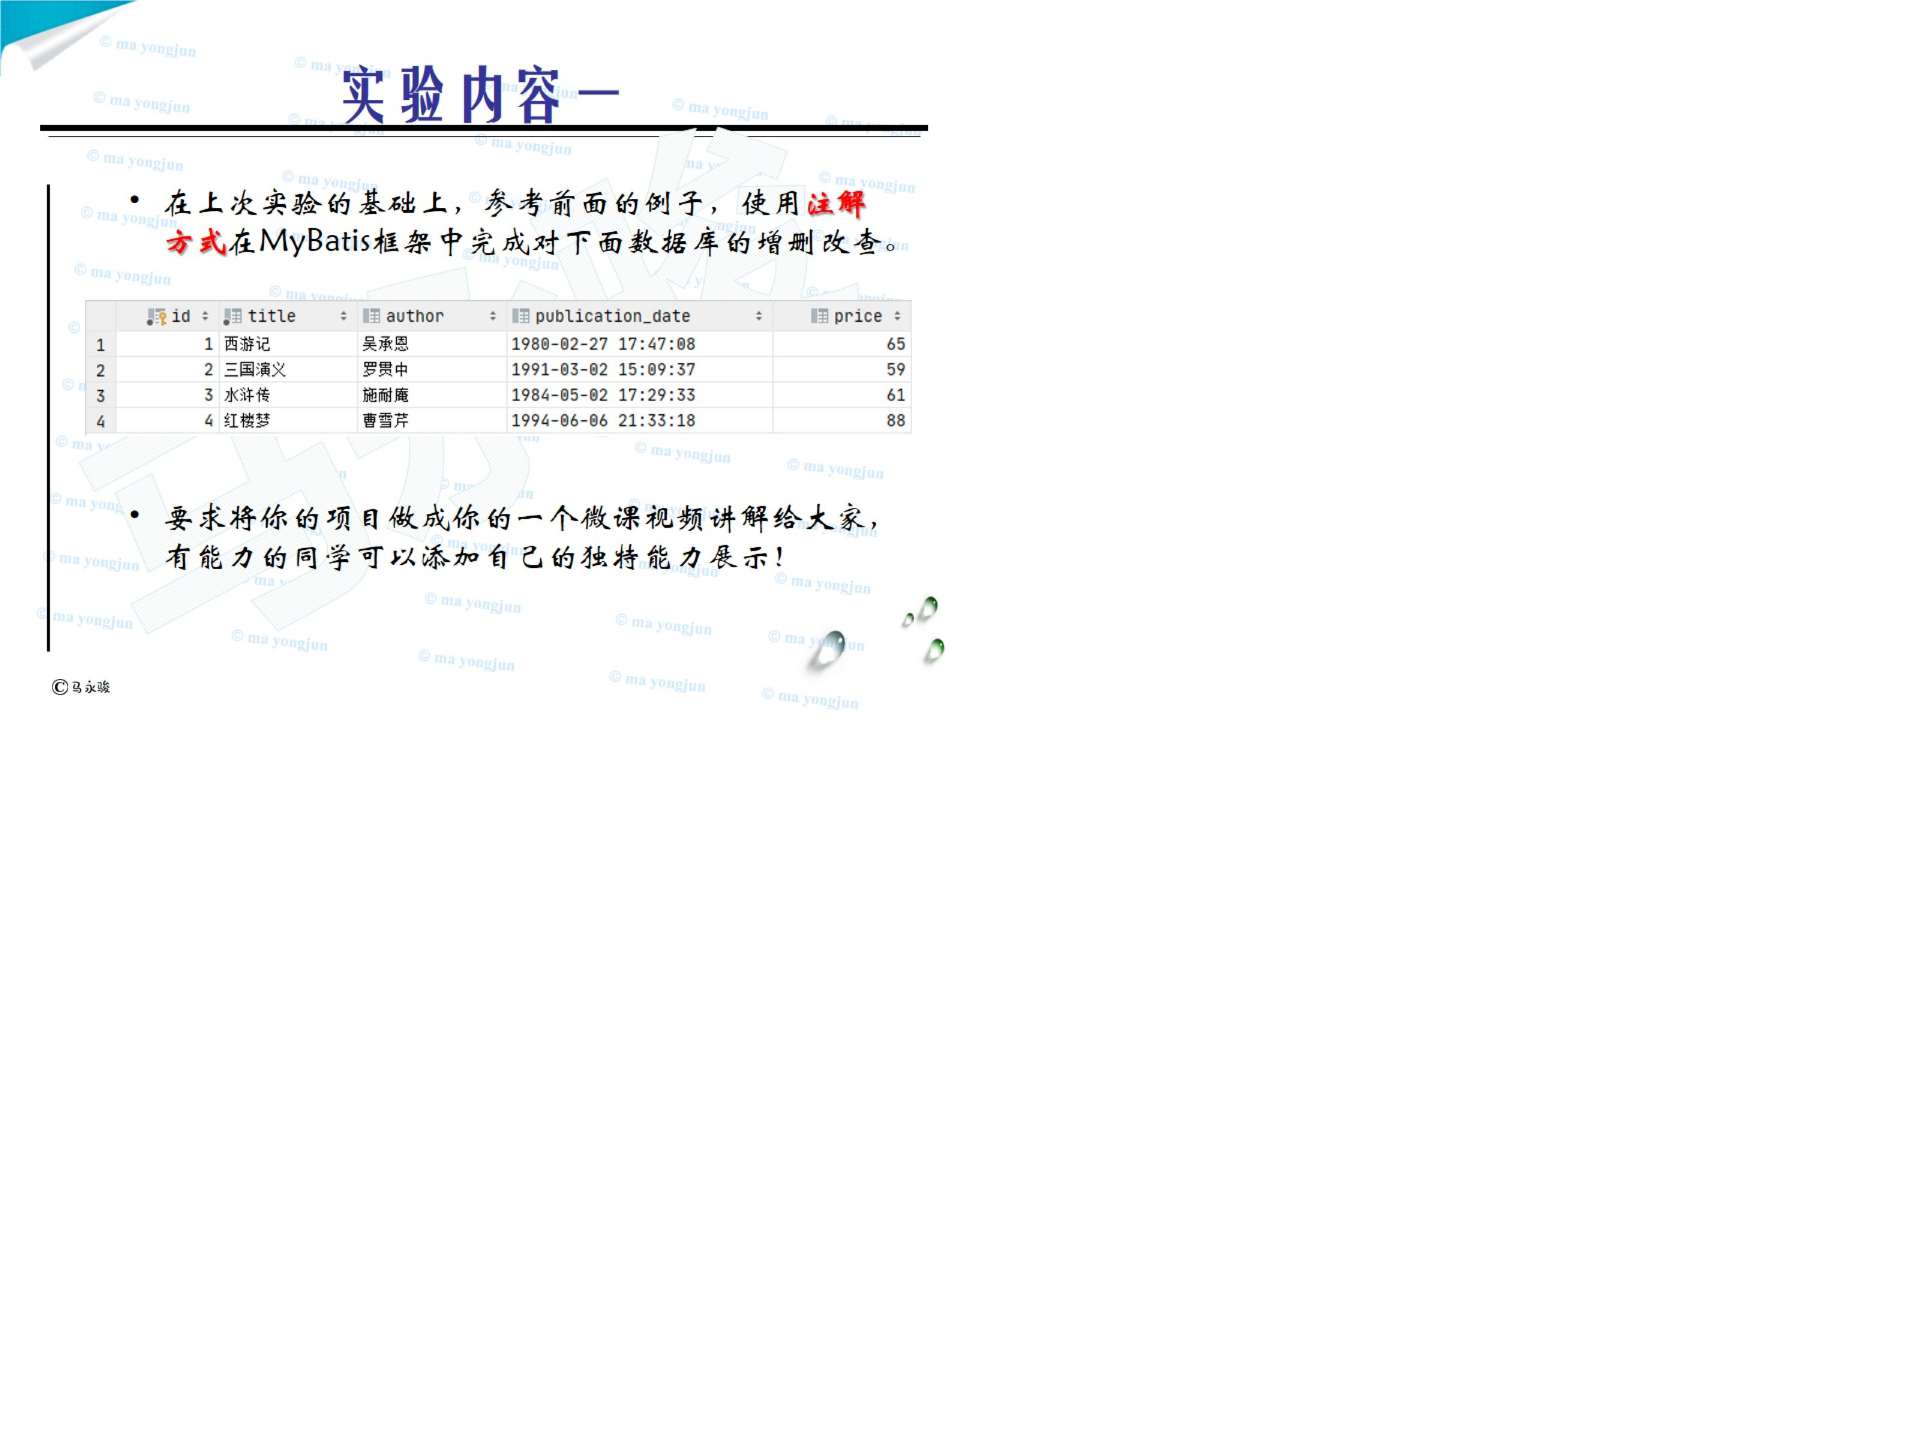 实验内容一
• 在上次实验的基础上，参考前面的例子，使用注解
方式在MyBatis框架中完成对下面数据库的增删改查。
id title author publication_date price
1 1 西游记 吴承恩 1980-02-27 17:47:08 65
2 2 三国演义 罗贯中 1991-03-02 15:09:37 59
3 3 水浒传 施耐庵 1984-05-02 17:29:33 61
4 4 红楼梦 曹雪芹 1994-06-06 21:33:18 88
• 要求将你的项目做成你的一个微课视频讲解给大家，
有能力的同学可以添加自己的独特能力展示！
©马永骏
© ma yongjun